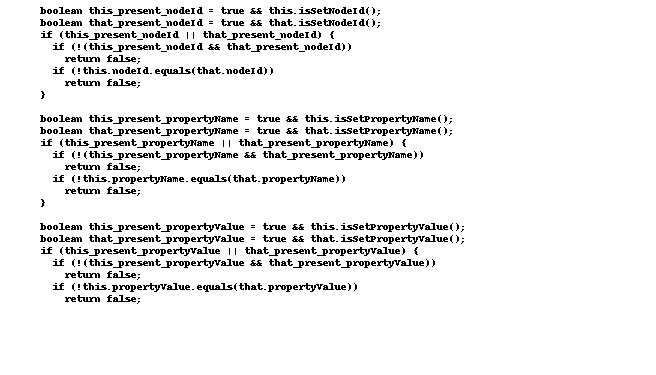 boolean this_present_nodeId = true && this.isSetNodeId();
boolean that_present_nodeId = true && that.isSetNodeId();
if (this_present_nodeId || that_present_nodeId) {
if (!(this_present_nodeId && that_present_nodeId))
return false;
if (!this.nodeId.equals(that.nodeId))
return false;
}
boolean this_present_propertyName = true && this.isSetPropertyName();
boolean that_present_propertyName = true && that.isSetPropertyName();
if (this_present_propertyName || that_present_propertyName) {
if (!(this_present_propertyName && that_present_propertyName))
return false;
if (!this.propertyName.equals(that.propertyName))
return false;
}
boolean this_present_propertyValue = true && this.isSetPropertyValue();
boolean that_present_propertyValue = true && that.isSetPropertyValue();
if (this_present_propertyValue || that_present_propertyValue) {
if (!(this_present_propertyValue && that_present_propertyValue))
return false;
if (!this.propertyValue.equals(that.propertyValue))
return false;